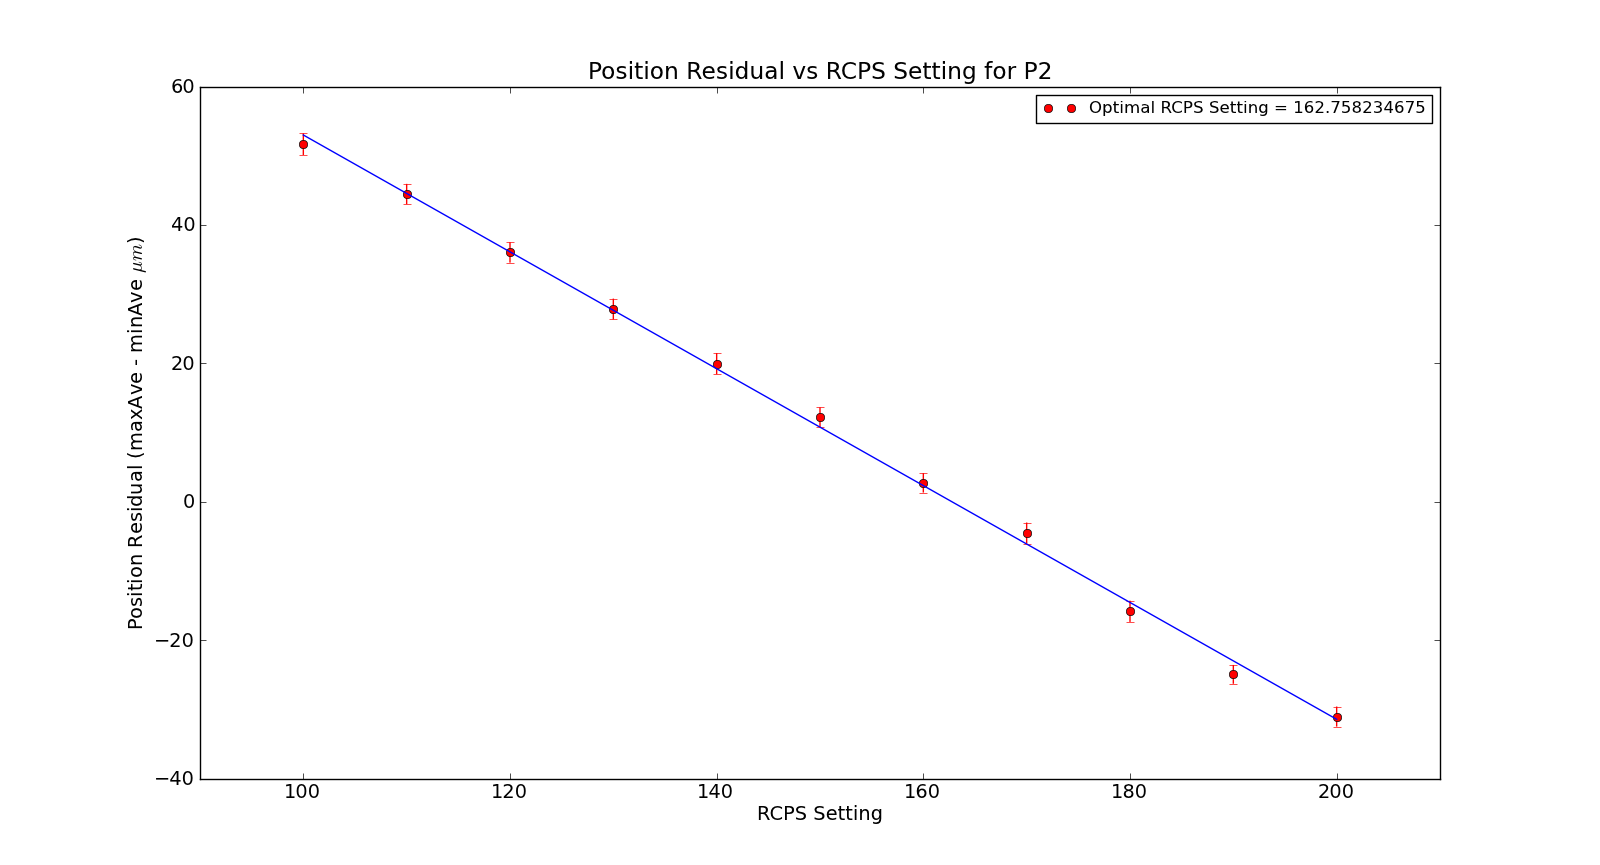 Position Residual vs RCPS Setting for P2
Optimal RCPS Setting = 162.758234675
60
40
20
0
−20
−40
Position Residual (maxAve - minAve μm)
100 120 140 160 180 200
RCPS Setting